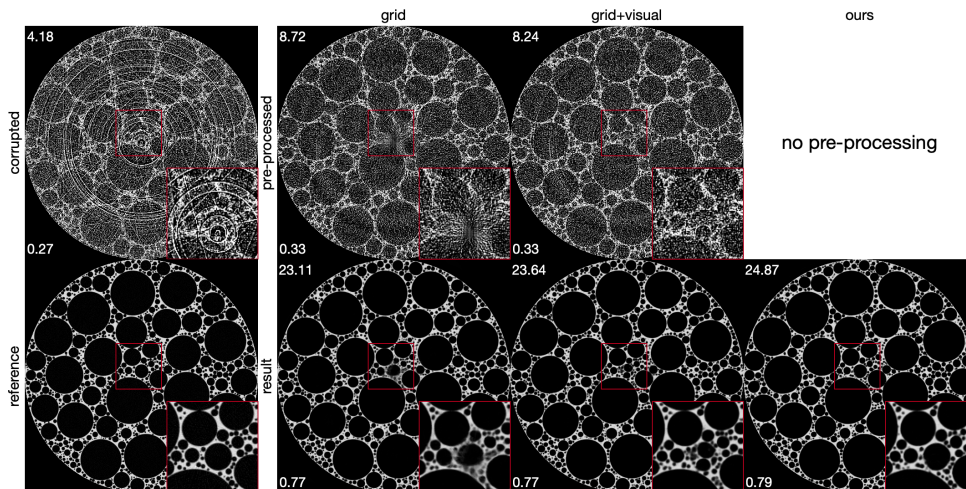 grid
grid+visual
ours
corrupted
4.18
0.27
pre-processed
8.72
0.33
8.24
0.33
no pre-processing
reference
result
23.11
0.77
23.64
0.77
24.87
0.79